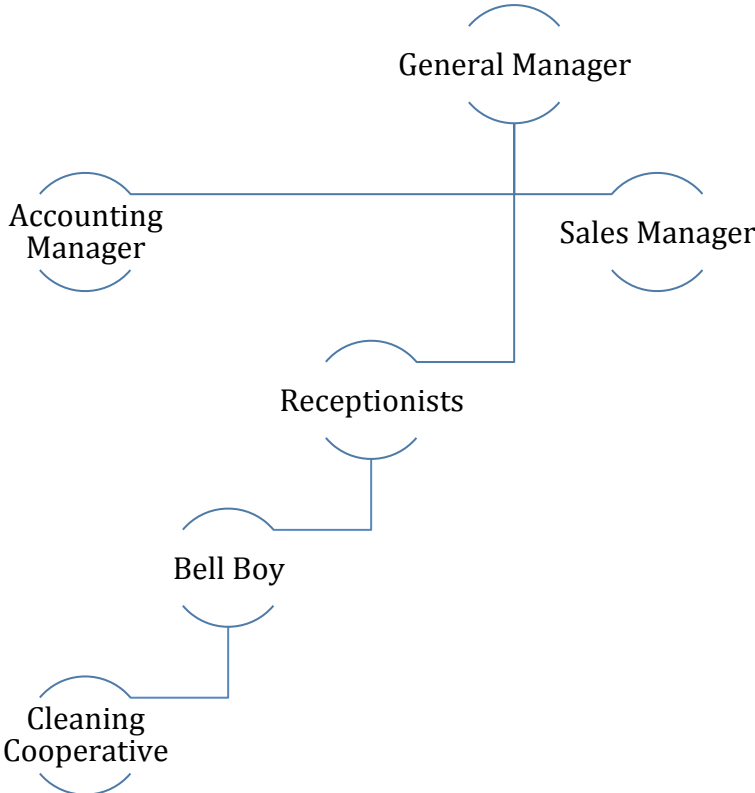 General Manager
Accounting
Manager
Sales Manager
Receptionists
Bell Boy
Cleaning
Cooperative